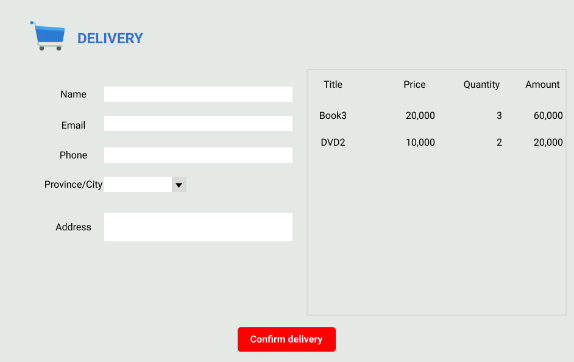 DELIVERY
Name
Email
Phone
Province/City
Address
Title Price Quantity Amount
Book3 20,000 3 60,000
DVD2 10,000 2 20,000
Confirm delivery